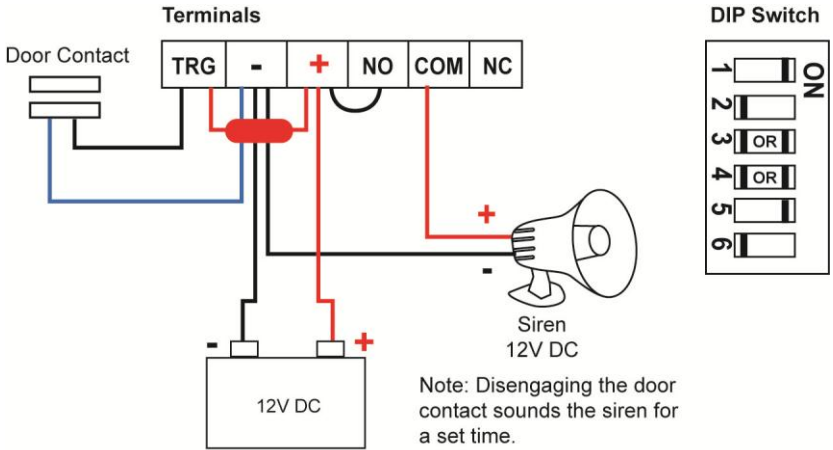 Terminals
DIP Switch
Door Contact
TRG - + NO COM NC
ON
1
2
3 OR
4 OR
5
6
+
-
Siren
12V DC
- +
12V DC
Note: Disengaging the door
contact sounds the siren for
a set time.